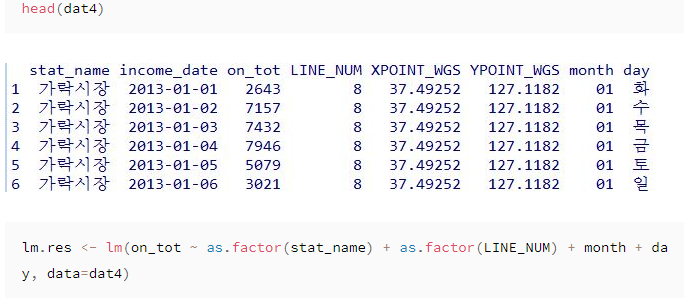 head(dat4)
stat_name income_date on_tot LINE_NUM XPOINT_WGS YPOINT_WGS month day
1 가락시장 2013-01-01 2643 8 37.49252 127.1182 01 화
2 가락시장 2013-01-02 7157 8 37.49252 127.1182 01 수
3 가락시장 2013-01-03 7432 8 37.49252 127.1182 01 목
4 가락시장 2013-01-04 7946 8 37.49252 127.1182 01 금
5 가락시장 2013-01-05 5079 8 37.49252 127.1182 01 토
6 가락시장 2013-01-06 3021 8 37.49252 127.1182 01 일
lm.res <- lm(on_tot ~ as.factor(stat_name) + as.factor(LINE_NUM) + month + da
y, data=dat4)